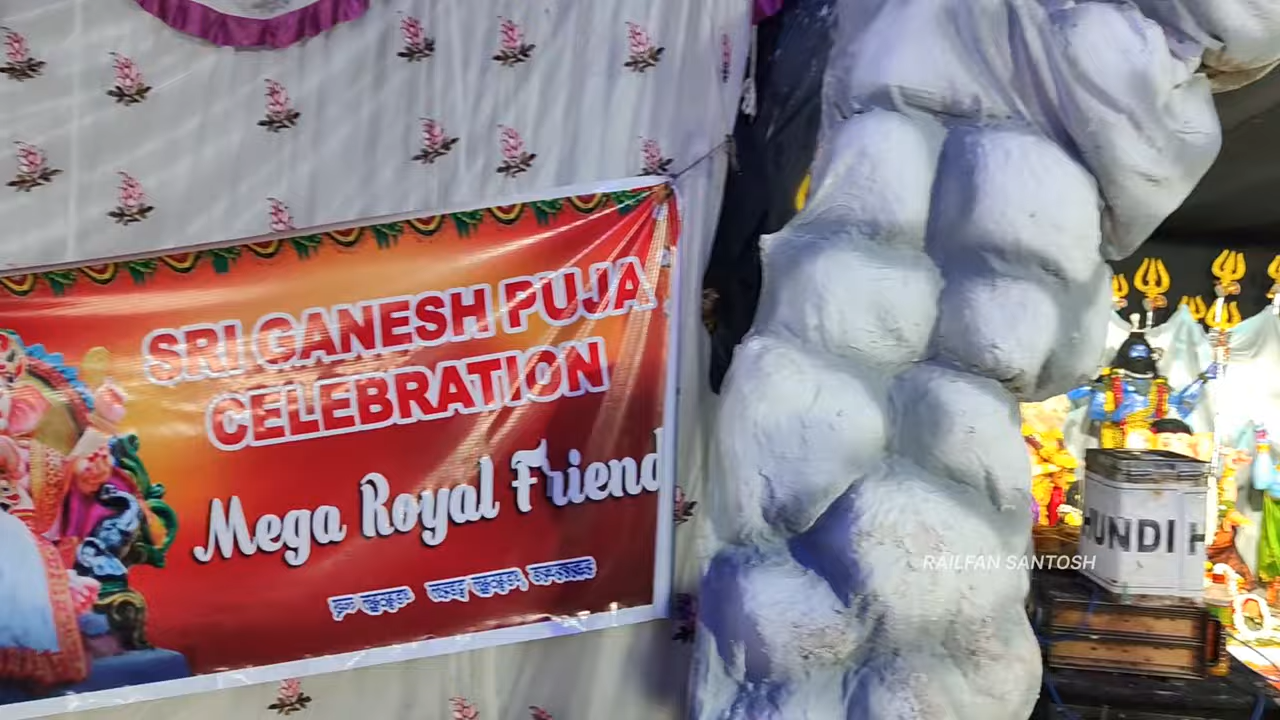 SRI GANESH PUJA
CELEBRATION
Mega Royal Friend
RAILFAN SANTOSH
HUNDI H